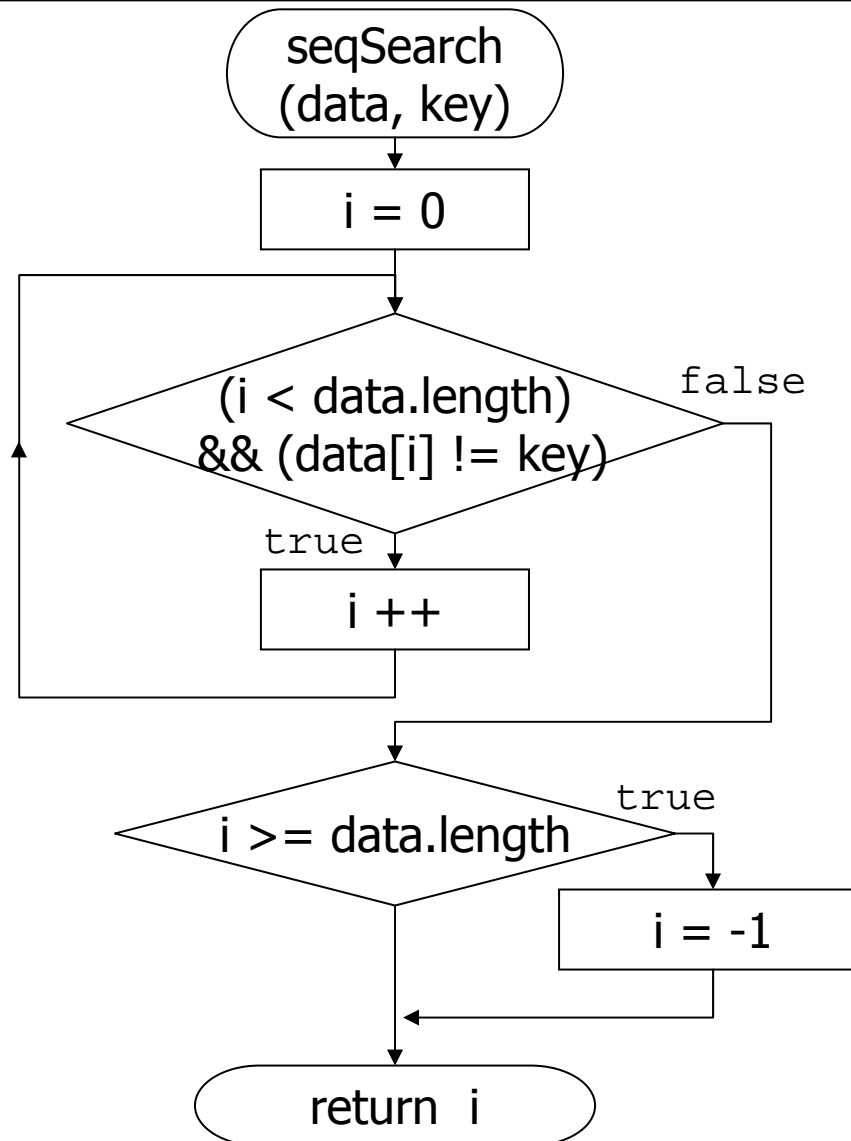 seqSearch
(data, key)
i = 0
(i < data.length)
&& (data[i] != key)
false
true
i ++
i >= data.length
true
i = -1
return i